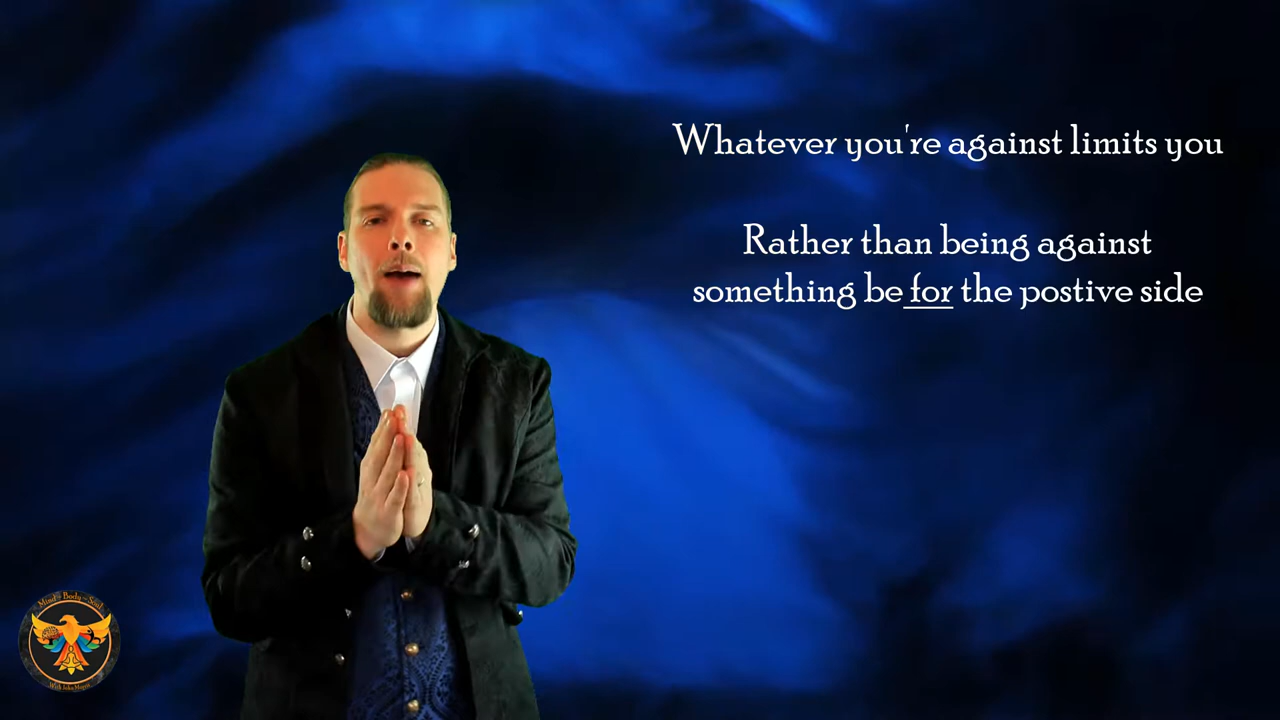 Whatever you're against limits you
Rather than being against
something be for the postive side
Mind - Body - Soul